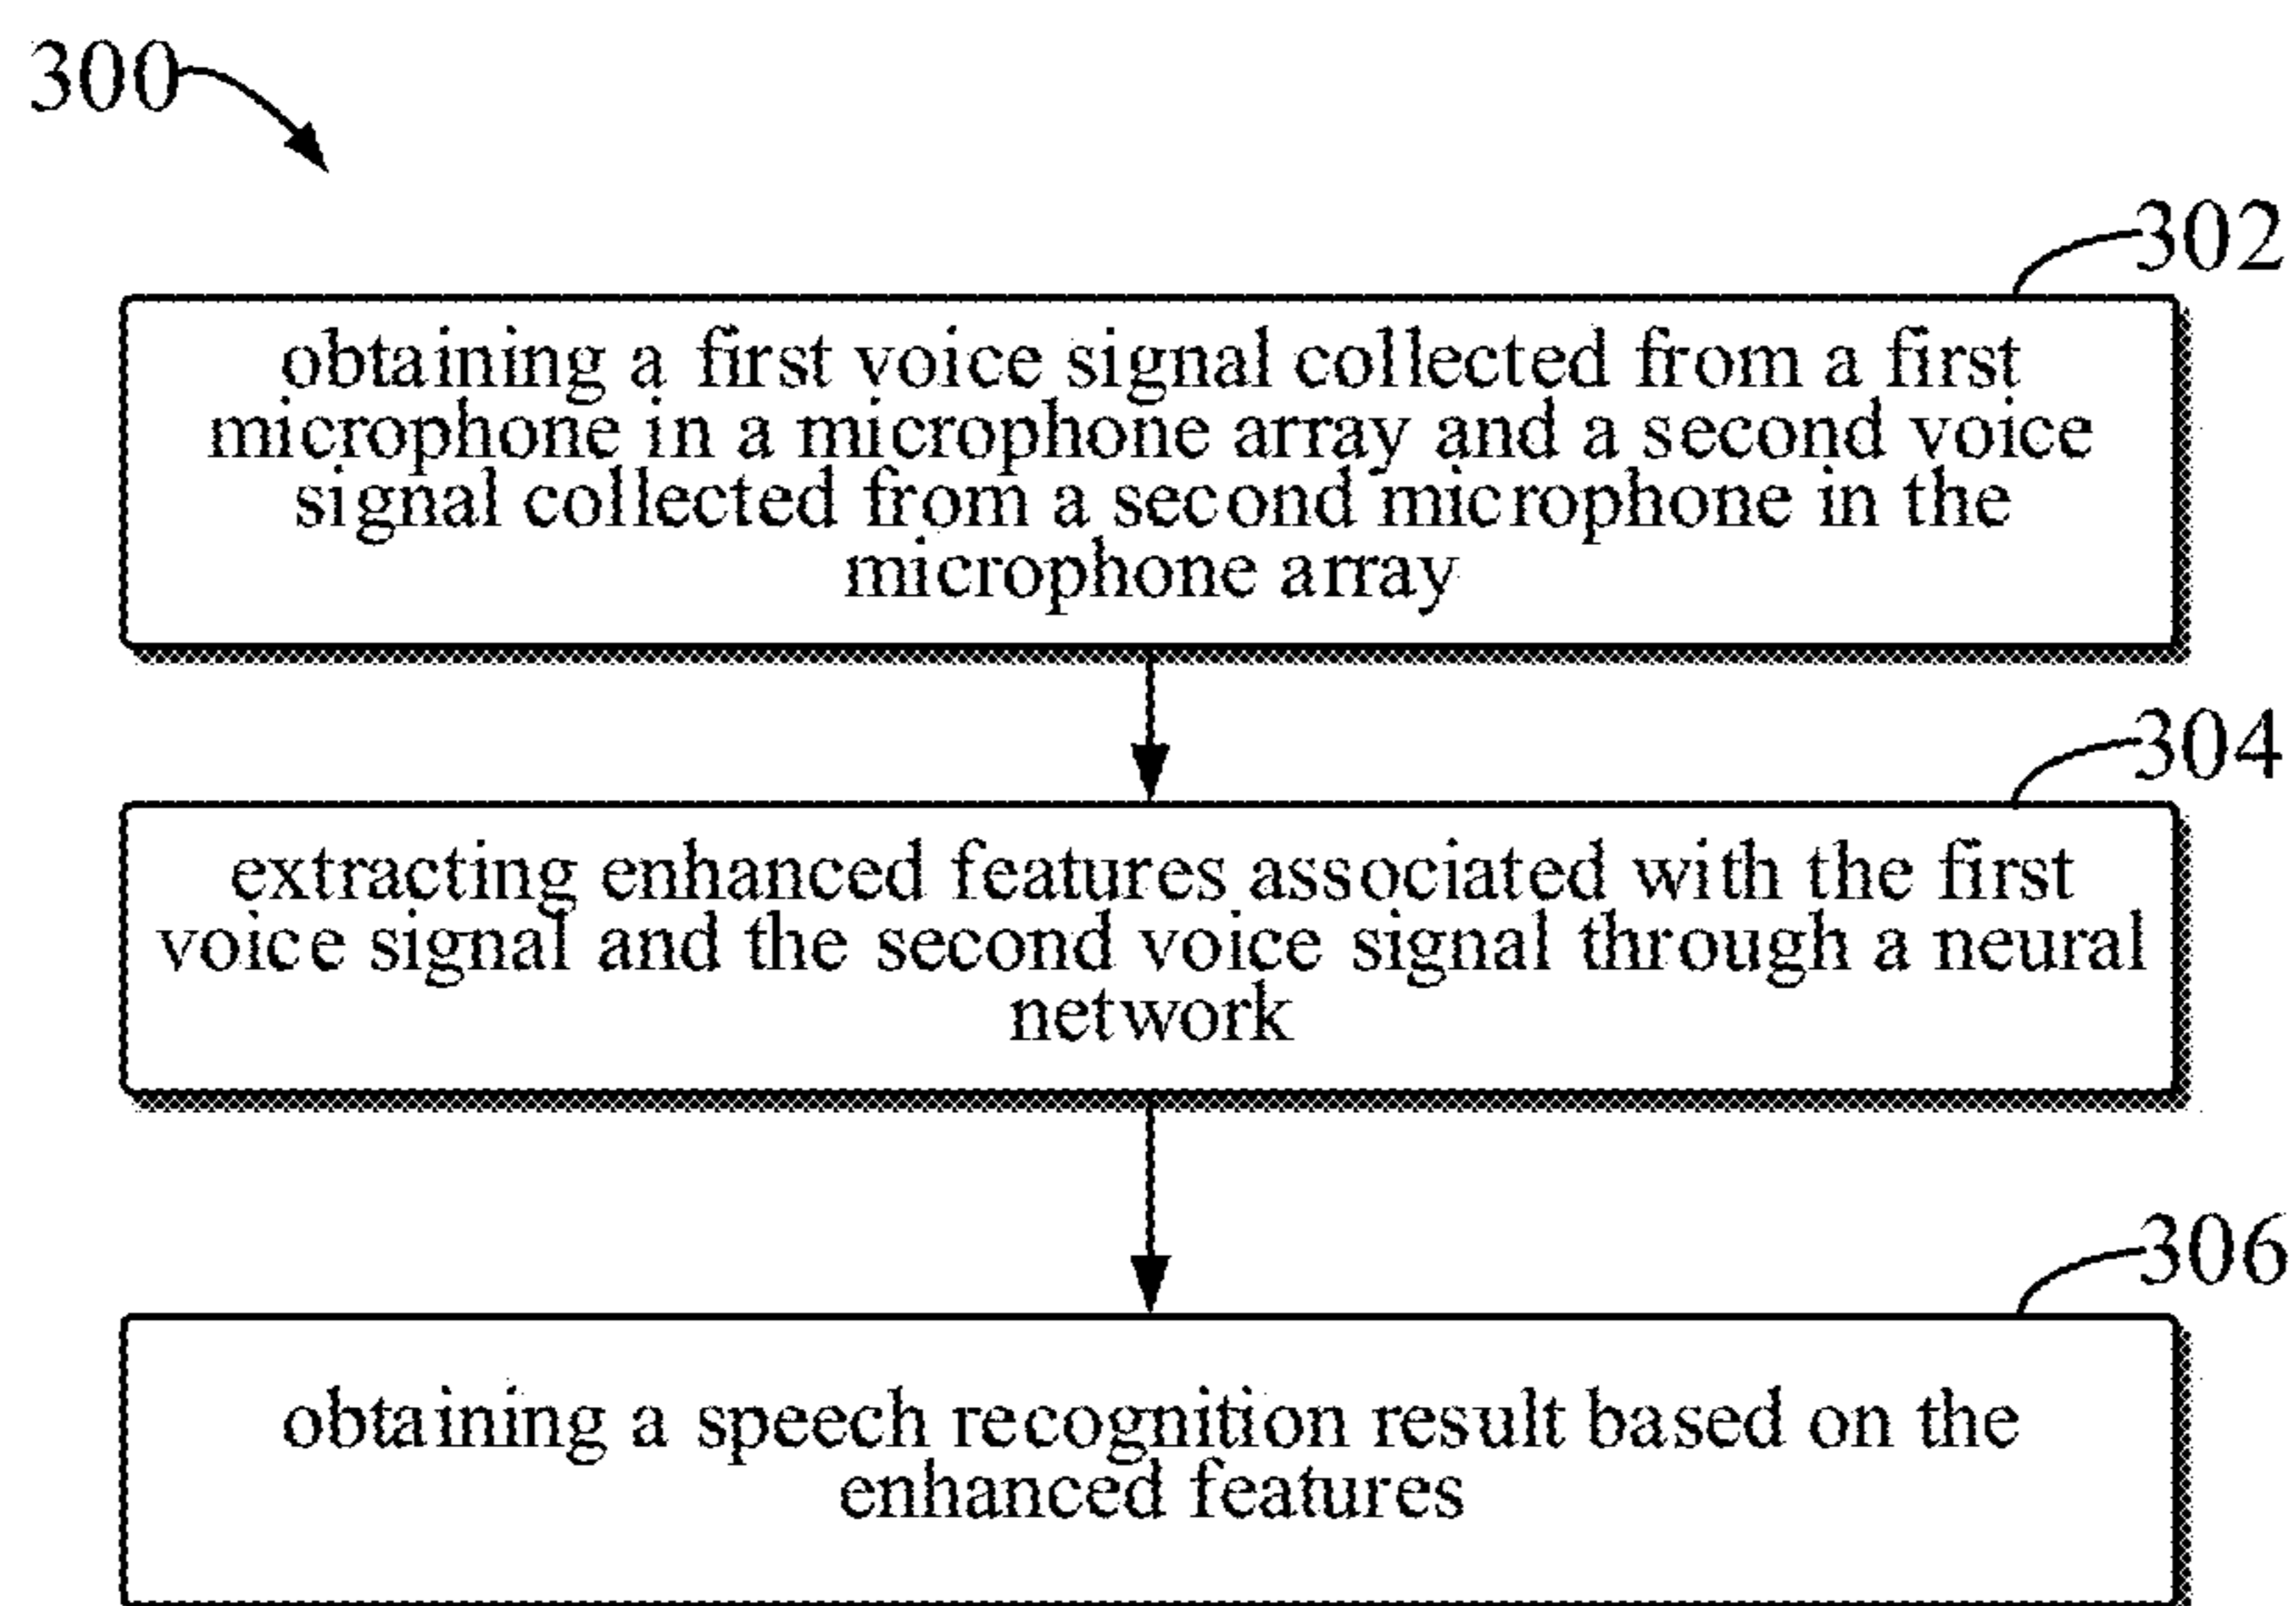 300
302
obtaining a first voice signal collected from a first
microphone in a microphone array and a second voice
signal collected from a second microphone in the
microphone array
304
extracting enhanced features associated with the first
voice signal and the second voice signal through a neural
network
306
obtaining a speech recognition result based on the
enhanced features